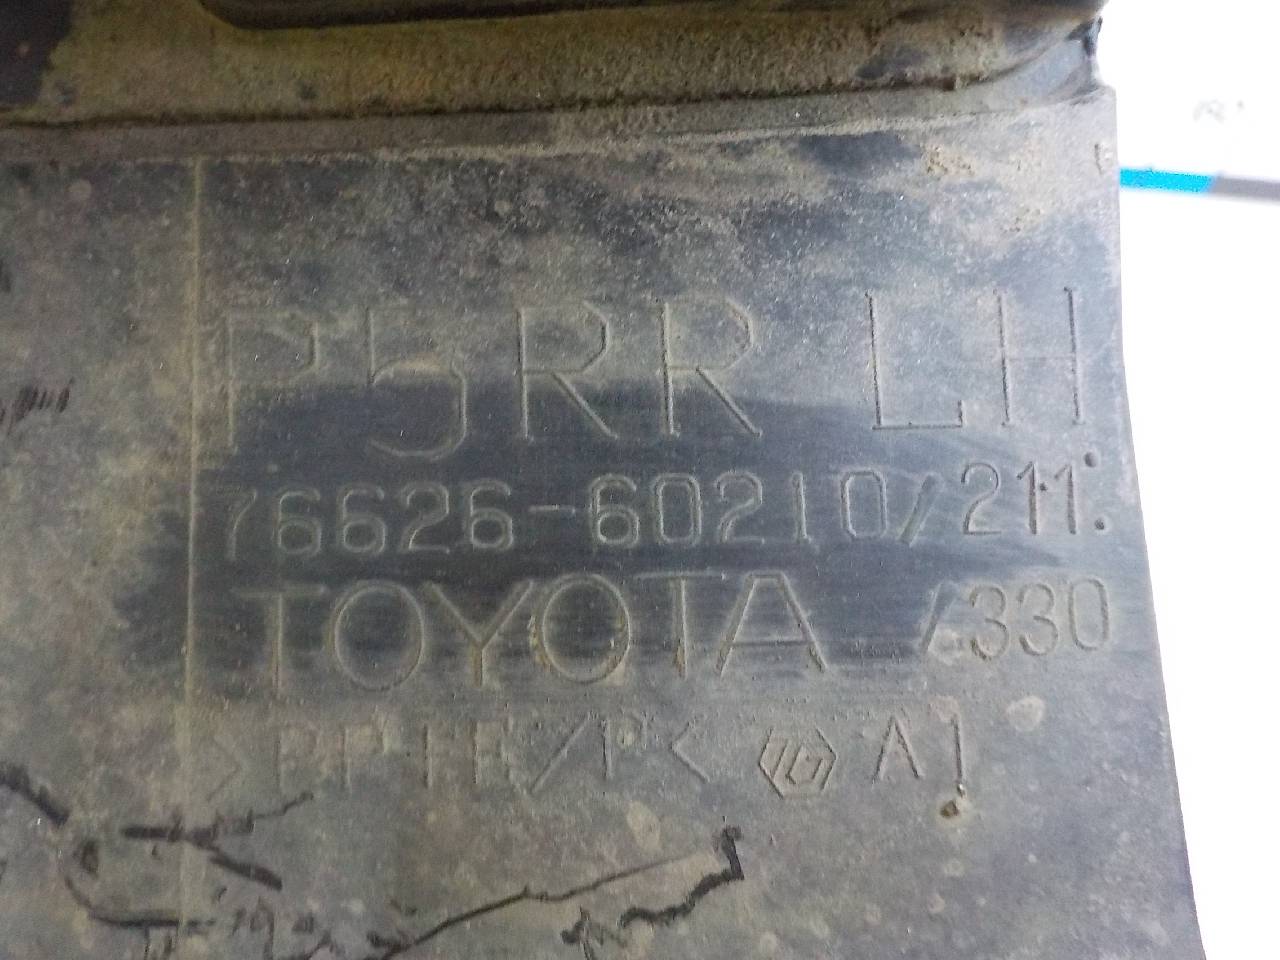 P5RR LH
76626-60210/211
TOYOTA /330
>PP+E/P< A1